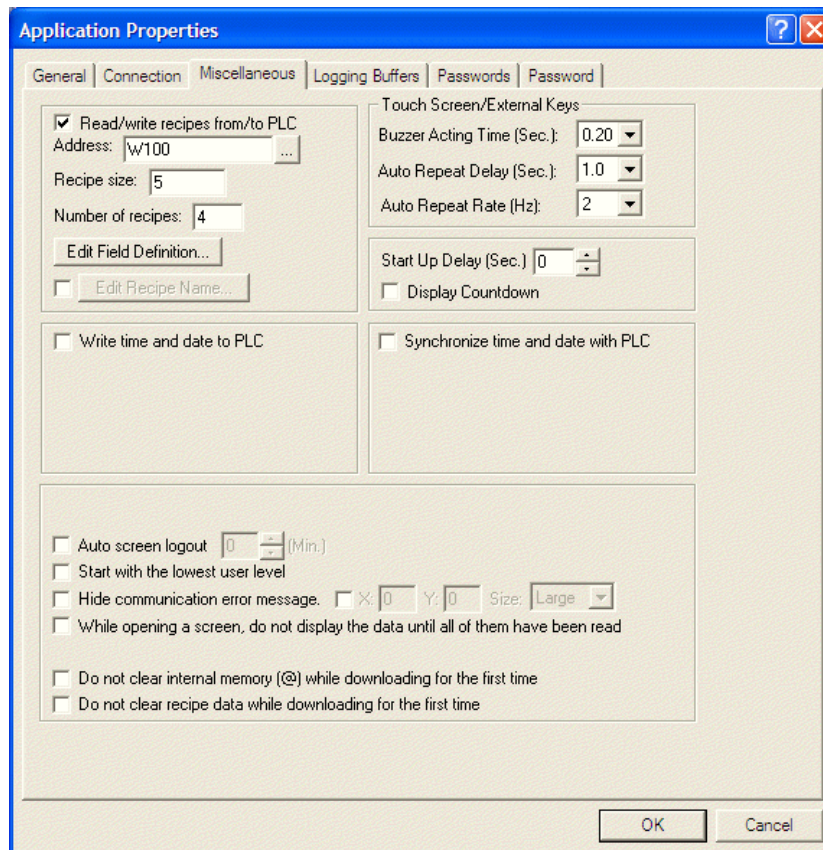 Application Properties
General Connection Miscellaneous Logging Buffers Passwords Password
Read/write recipes from/to PLC
Address: W100 ...
Recipe size: 5
Number of recipes: 4
Edit Field Definition...
Edit Recipe Name...
Touch Screen/External Keys
Buzzer Acting Time (Sec.): 0.20
Auto Repeat Delay (Sec.): 1.0
Auto Repeat Rate (Hz): 2
Start Up Delay (Sec.) 0
Display Countdown
Write time and date to PLC
Synchronize time and date with PLC
Auto screen logout 0 (Min.)
Start with the lowest user level
Hide communication error message. X: 0 Y: 0 Size: Large
While opening a screen, do not display the data until all of them have been read
Do not clear internal memory (@) while downloading for the first time
Do not clear recipe data while downloading for the first time
OK Cancel